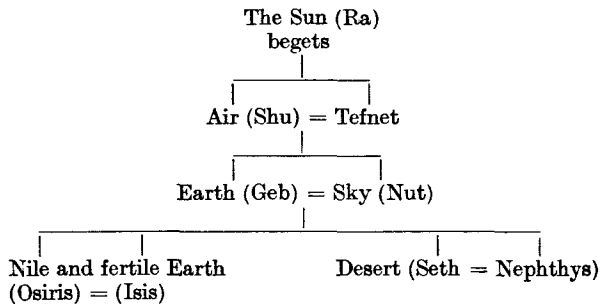 The Sun (Ra)
begets
Air (Shu) = Tefnet
Earth (Geb) = Sky (Nut)
Nile and fertile Earth Desert (Seth = Nephthys)
(Osiris) = (Isis)